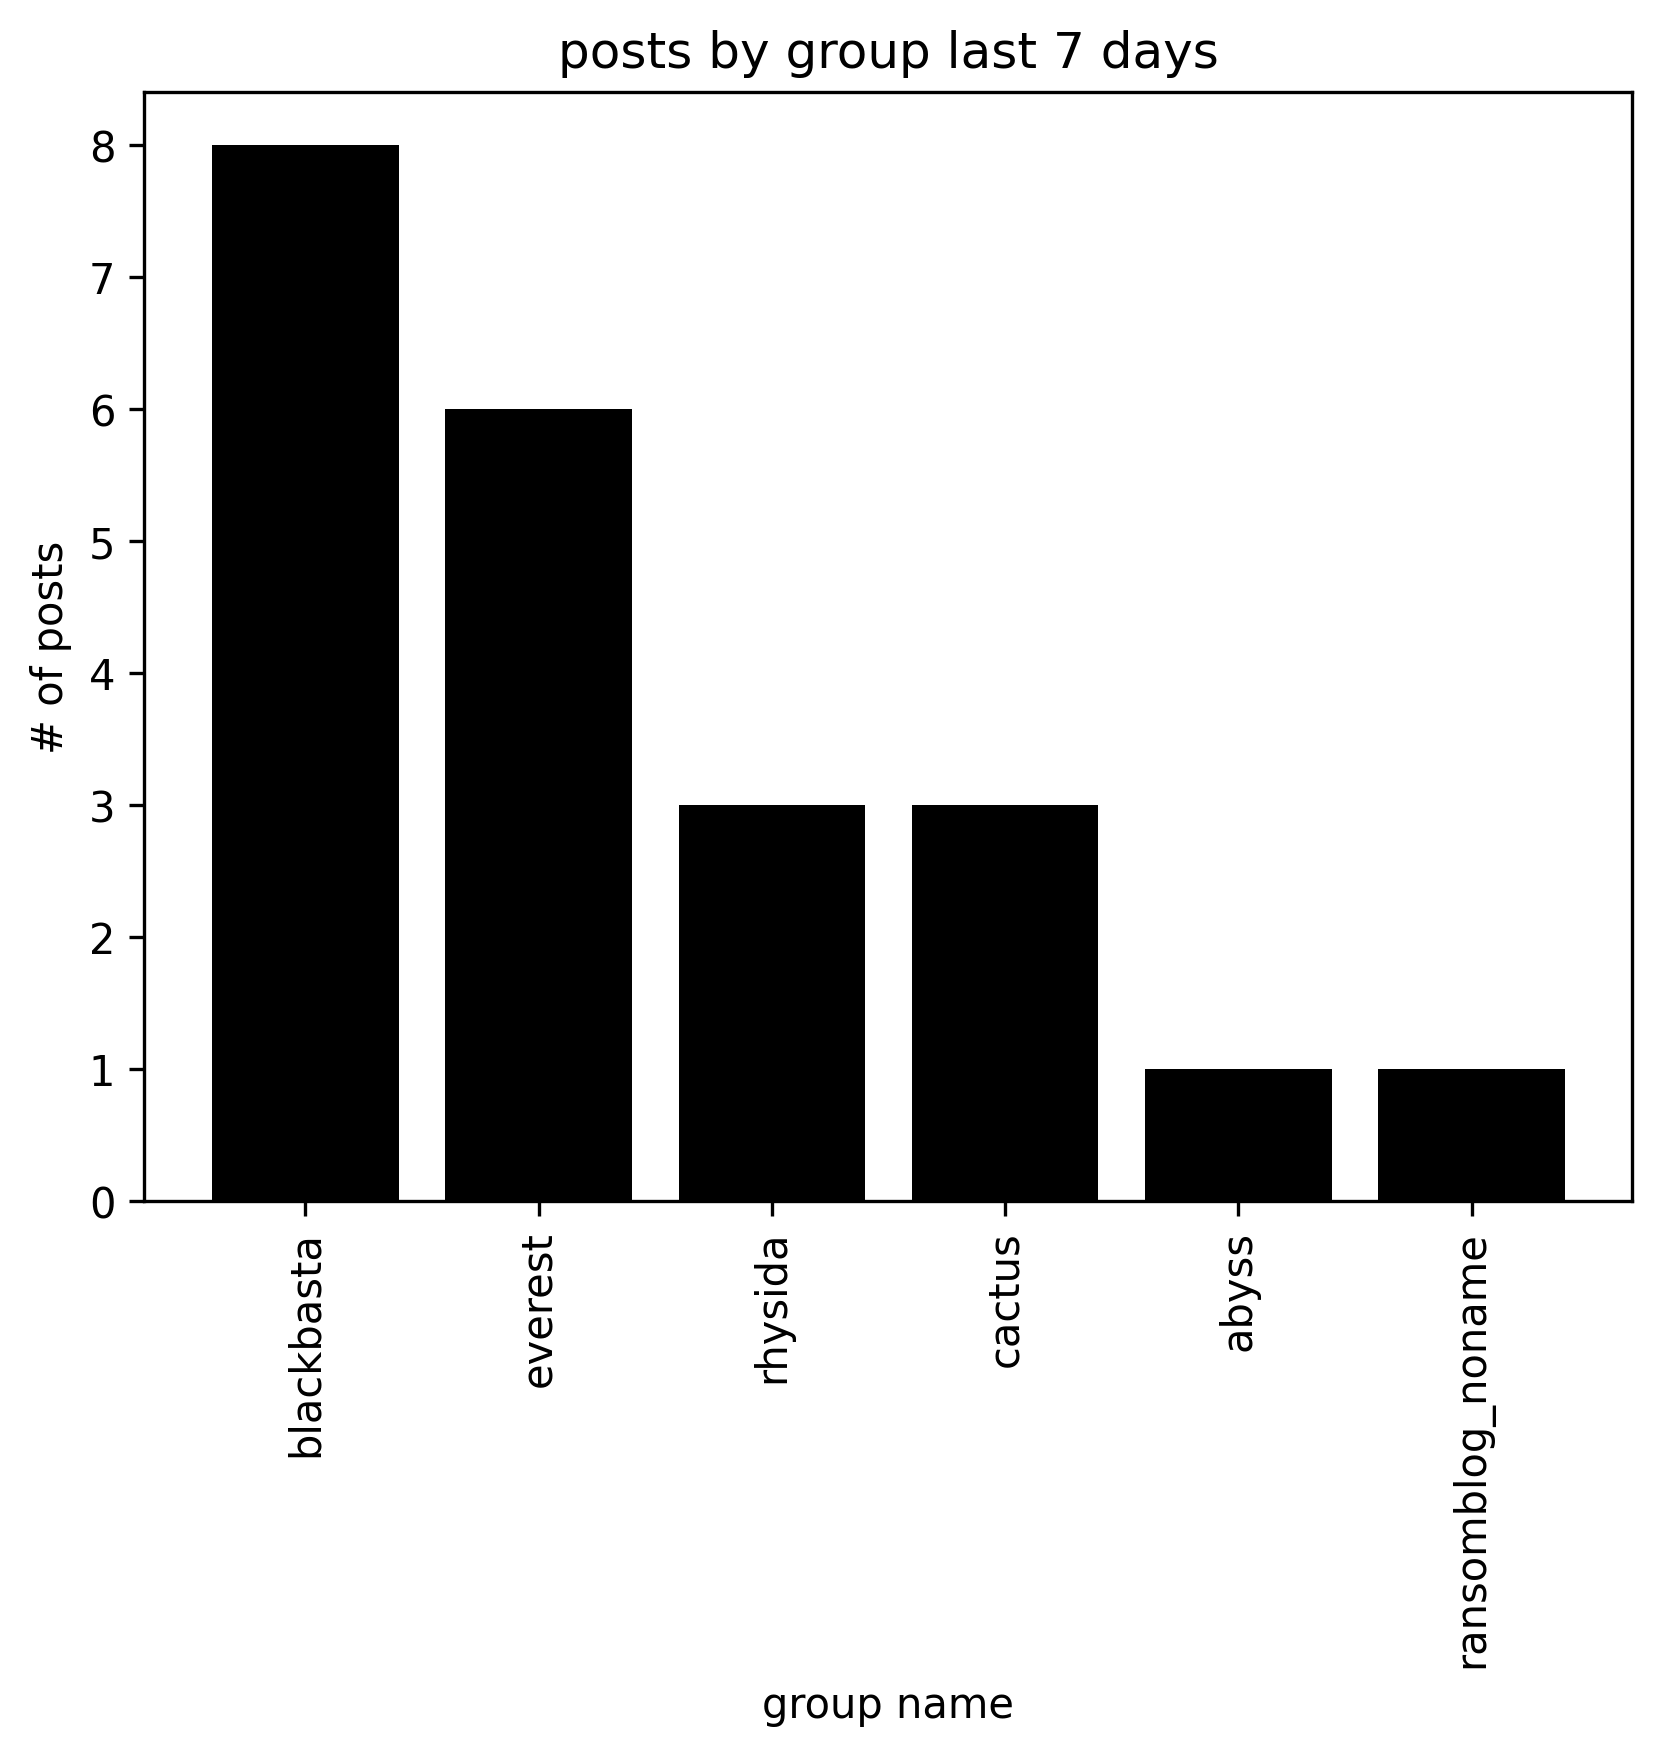 posts by group last 7 days
# of posts
8
7
6
5
4
3
2
1
0
blackbasta
everest
rhysida
cactus
abyss
ransomblog_noname
group name